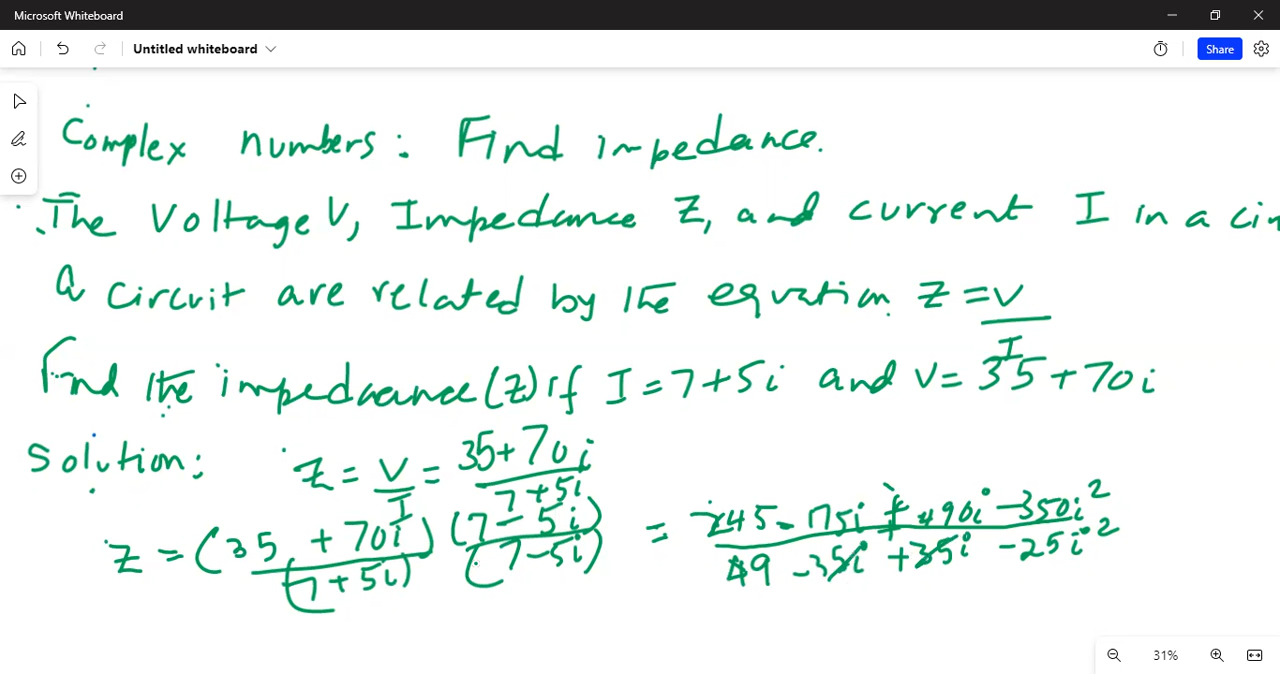 Microsoft Whiteboard
Untitled whiteboard
Share
Complex numbers: Find impedance.
The Voltage V, Impedance Z, and current I in a cir
a circuit are related by the equation Z = V/I
Find the impedance (Z) if I = 7 + 5i and V = 35 + 70i
Solution: Z = V/I = 35 + 70i / 7 + 5i
Z = (35 + 70i)/(7 + 5i) (7 - 5i)/(7 - 5i) = 245 - 175i + 490i - 350i² / 49 - 35i + 35i - 25i²
31%